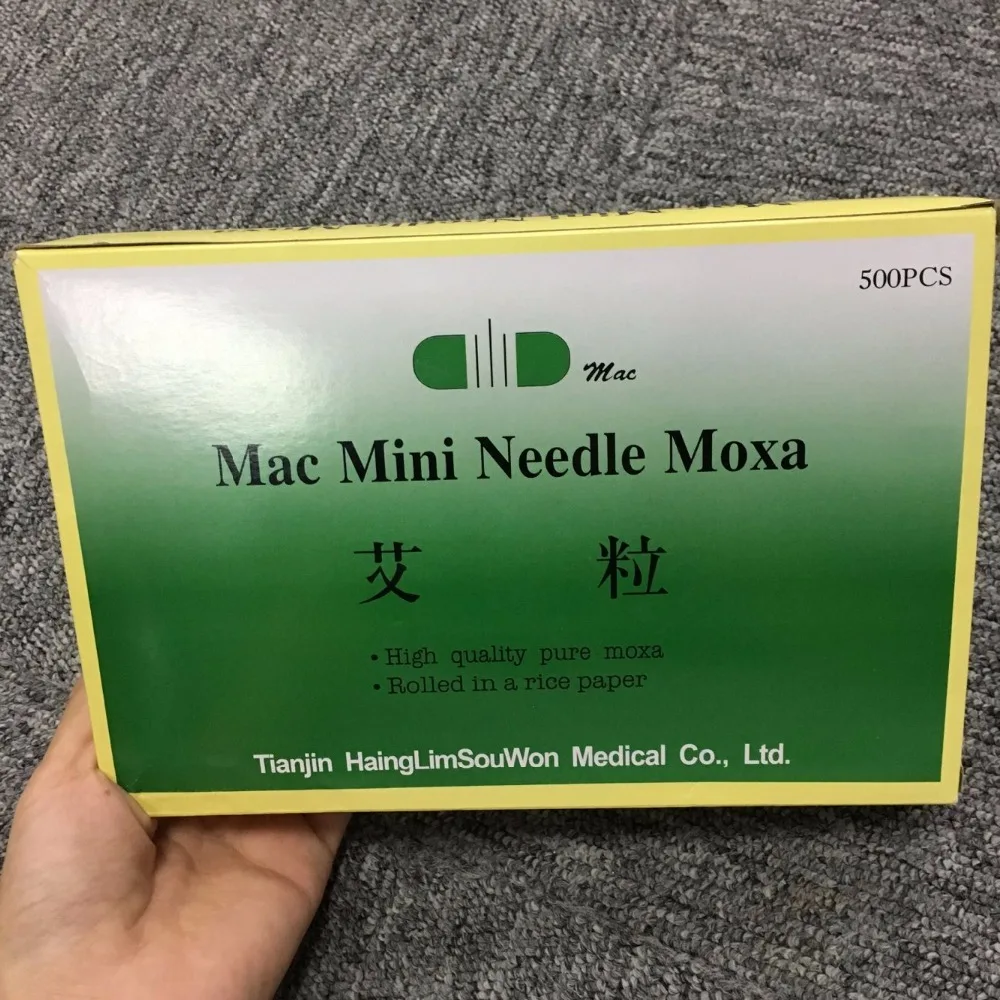 500PCS
Mac
Mac Mini Needle Moxa
艾 粒
• High quality pure moxa
• Rolled in a rice paper
Tianjin HaingLimSouWon Medical Co., Ltd.